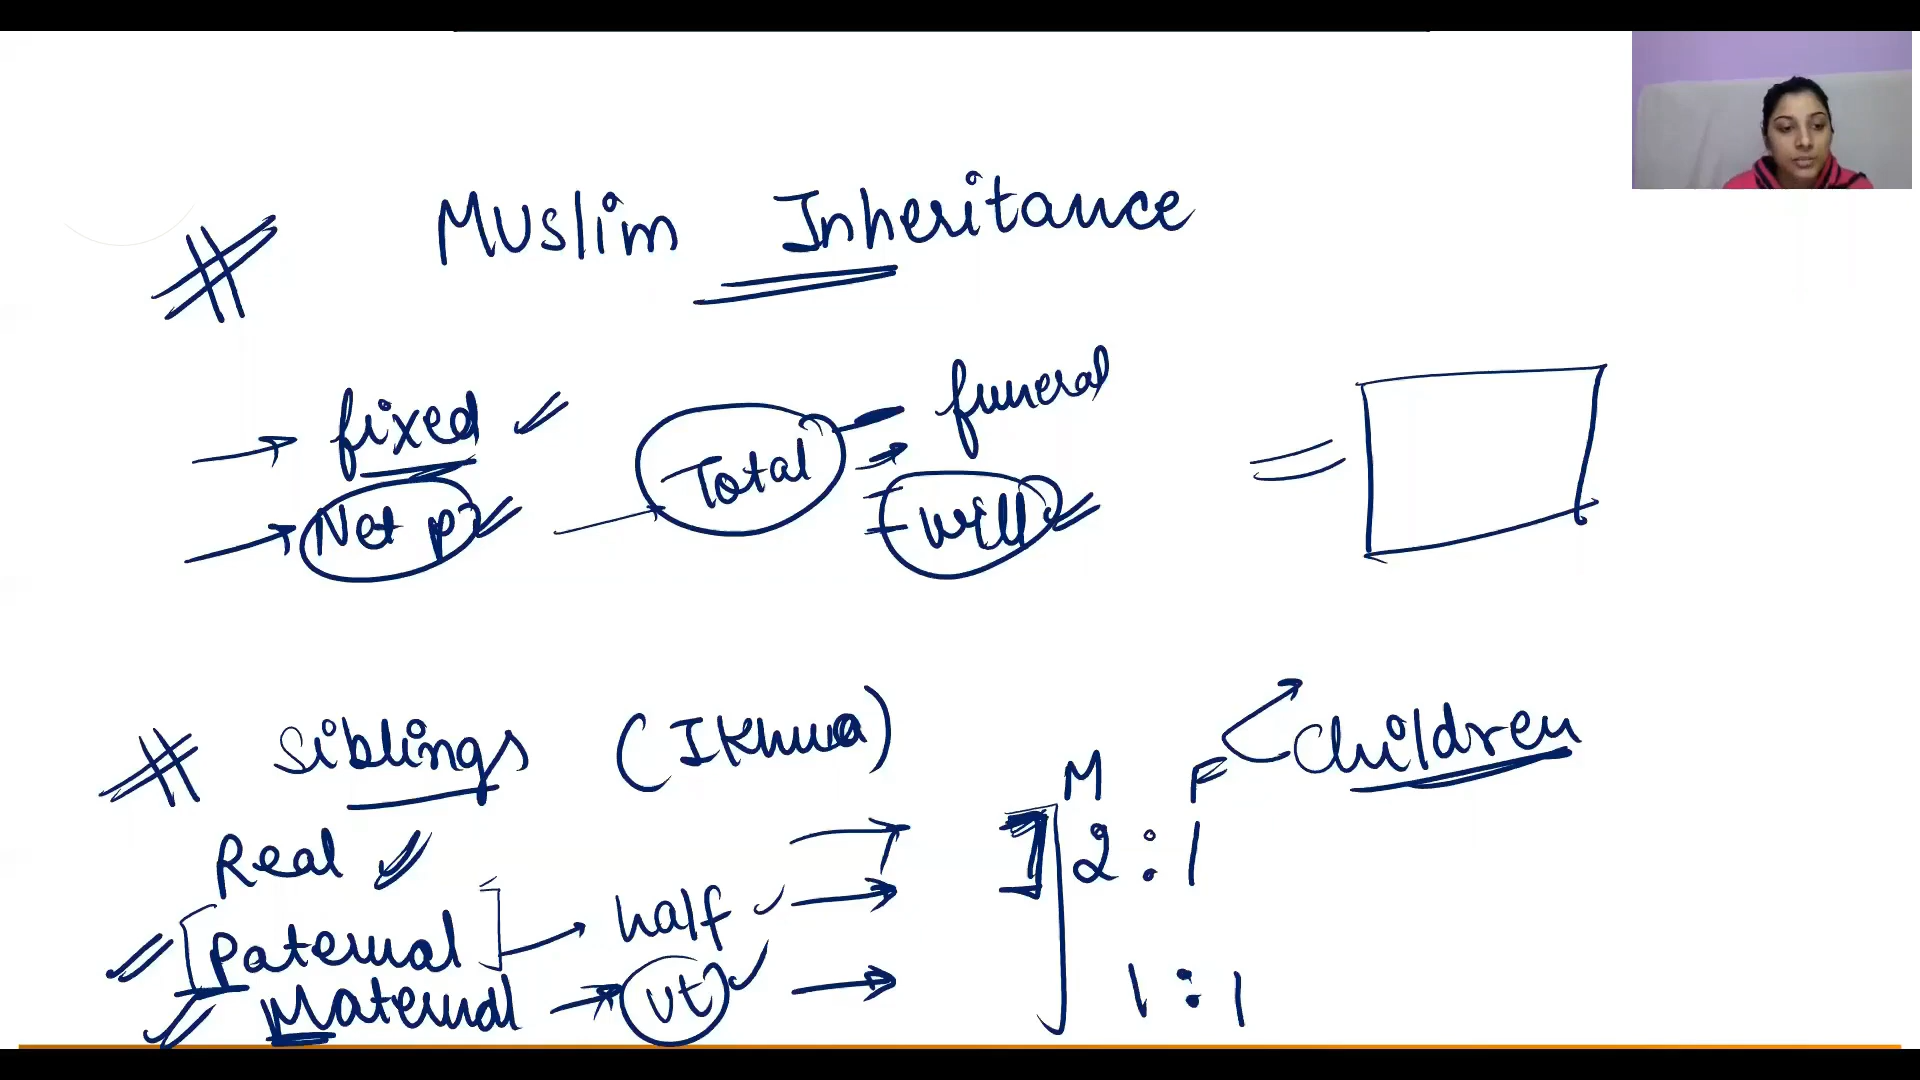 # Muslim Inheritance
fixed
funeral
Total
Net p
will
# Siblings (Ikhwa)
Children
M F
Real
2 : 1
Paternal
half
Maternal
ut
1 : 1